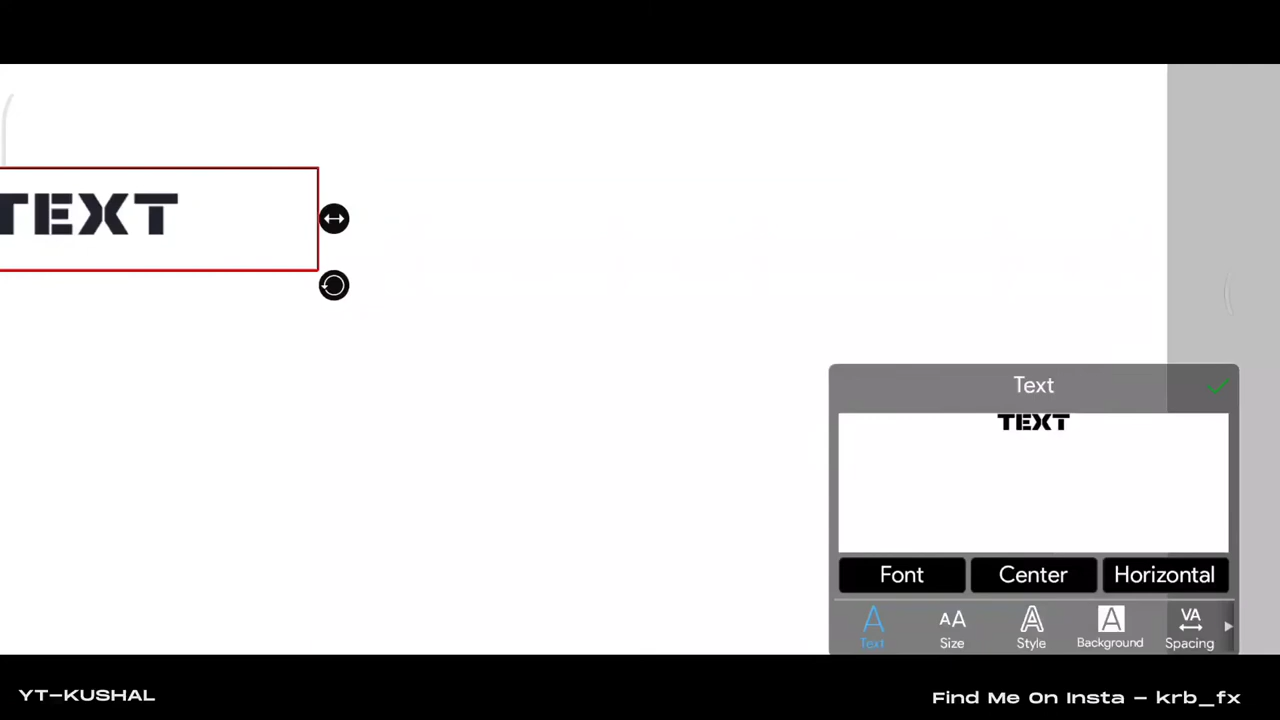 TEXT
Text
TEXT
Font Center Horizontal
A AA A A VA
Text Size Style Background Spacing
YT-KUSHAL
Find Me On Insta - krb_fx